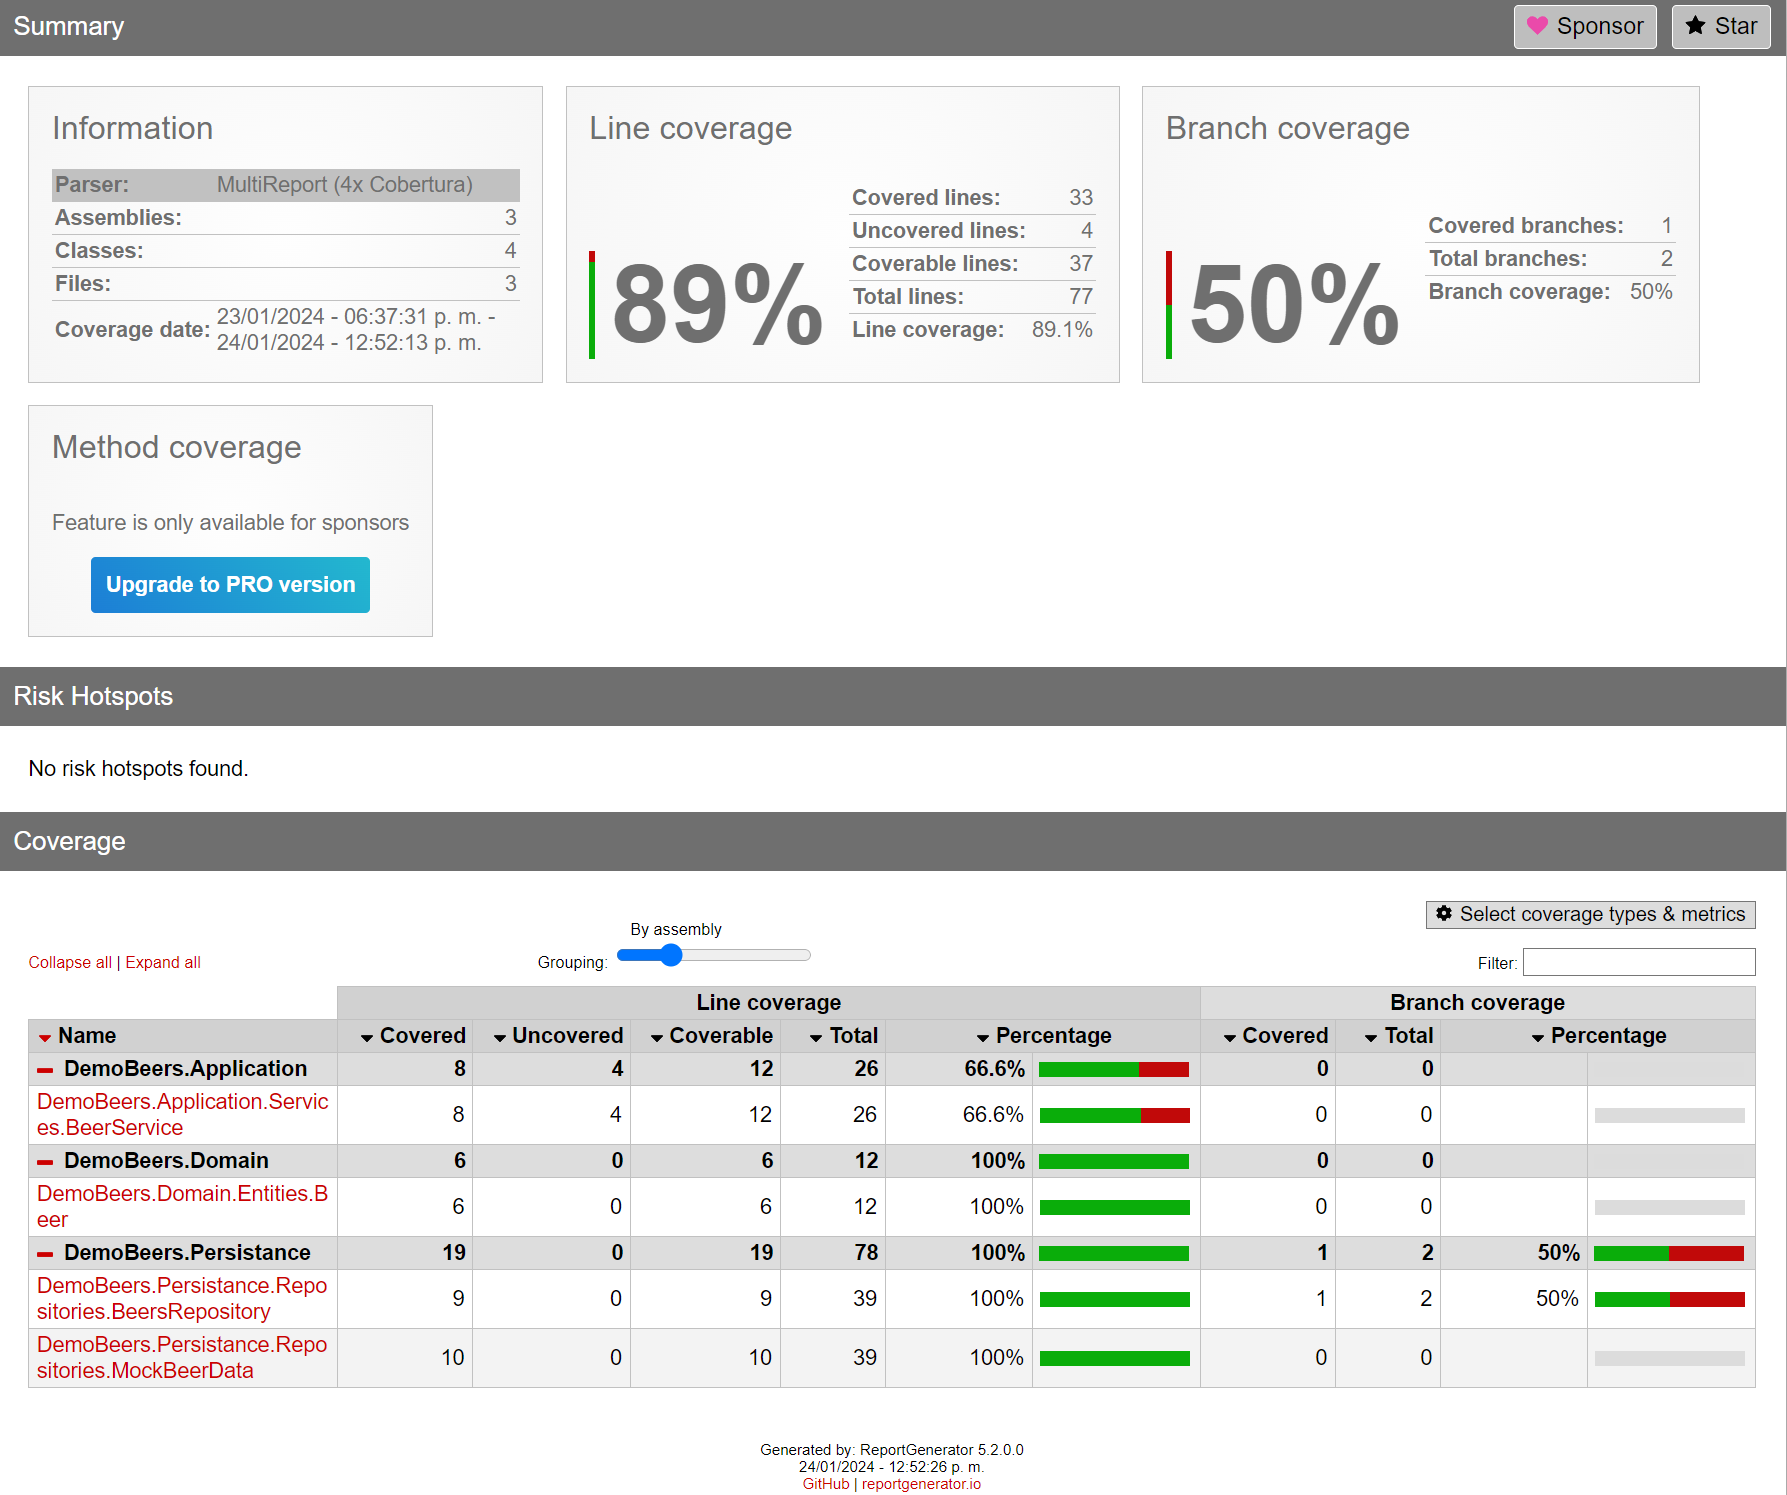 Summary
Sponsor
Star
Information
Parser: MultiReport (4x Cobertura)
Assemblies: 3
Classes: 4
Files: 3
Coverage date: 23/01/2024 - 06:37:31 p. m. -
24/01/2024 - 12:52:13 p. m.
Line coverage
89%
Covered lines: 33
Uncovered lines: 4
Coverable lines: 37
Total lines: 77
Line coverage: 89.1%
Branch coverage
50%
Covered branches: 1
Total branches: 2
Branch coverage: 50%
Method coverage
Feature is only available for sponsors
Upgrade to PRO version
Risk Hotspots
No risk hotspots found.
Coverage
Select coverage types & metrics
Collapse all | Expand all
By assembly
Grouping:
Filter:
Line coverage Branch coverage
Name Covered Uncovered Coverable Total Percentage Covered Total Percentage
DemoBeers.Application 8 4 12 26 66.6% 0 0
DemoBeers.Application.Servic
es.BeerService 8 4 12 26 66.6% 0 0
DemoBeers.Domain 6 0 6 12 100% 0 0
DemoBeers.Domain.Entities.B
eer 6 0 6 12 100% 0 0
DemoBeers.Persistance 19 0 19 78 100% 1 2 50%
DemoBeers.Persistance.Repo
sitories.BeersRepository 9 0 9 39 100% 1 2 50%
DemoBeers.Persistance.Repo
sitories.MockBeerData 10 0 10 39 100% 0 0
Generated by: ReportGenerator 5.2.0.0
24/01/2024 - 12:52:26 p. m.
GitHub | reportgenerator.io